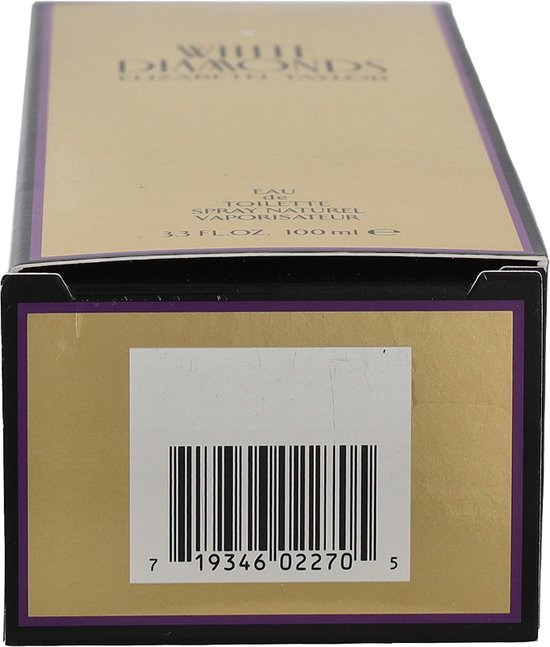 WHITE
DIAMONDS
ELIZABETH TAYLOR
EAU
de
TOILETTE
SPRAY NATUREL
VAPORISATEUR
3.3 FL.OZ. 100 ml ℮
7 19346 02270 5